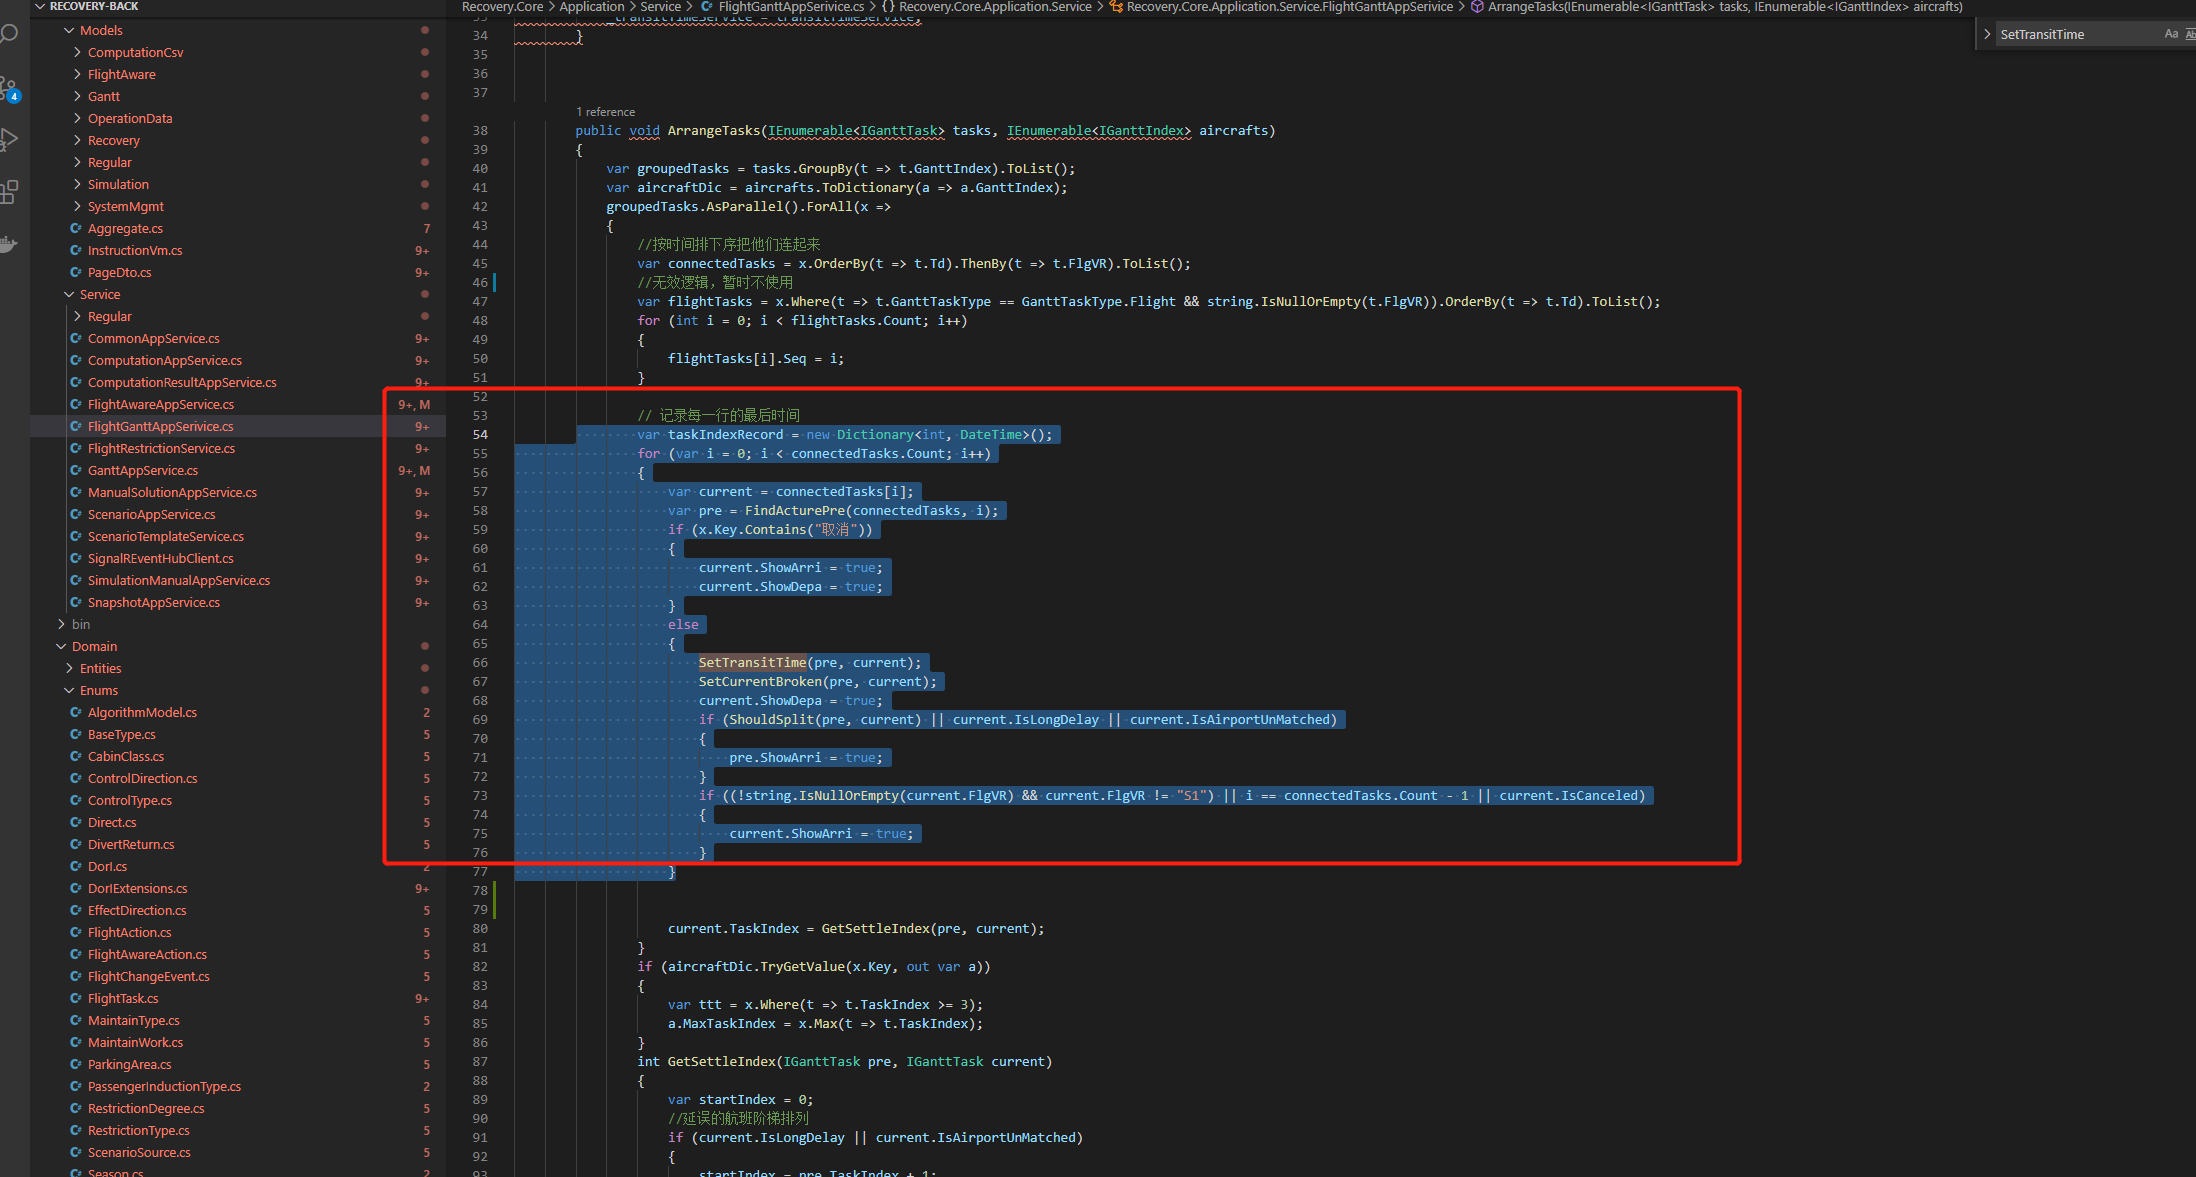 RECOVERY-BACK
Models
ComputationCsv
FlightAware
Gantt
OperationData
Recovery
Regular
Simulation
SystemMgmt
Aggregate.cs 7
InstructionVm.cs 9+
PageDto.cs 9+
Service
Regular
CommonAppService.cs 9+
ComputationAppService.cs 9+
ComputationResultAppService.cs 9+
FlightAwareAppService.cs 9+, M
FlightGanttAppSerivice.cs 9+
FlightRestrictionService.cs 9+
GanttAppService.cs 9+, M
ManualSolutionAppService.cs 9+
ScenarioAppService.cs 9+
ScenarioTemplateService.cs 9+
SignalREventHubClient.cs 9+
SimulationManualAppService.cs 9+
SnapshotAppService.cs 9+
bin
Domain
Entities
Enums
AlgorithmModel.cs 2
BaseType.cs 5
CabinClass.cs 5
ControlDirection.cs 5
ControlType.cs 5
Direct.cs 5
DivertReturn.cs 5
DorI.cs 2
DorIExtensions.cs 9+
EffectDirection.cs 5
FlightAction.cs 5
FlightAwareAction.cs 5
FlightChangeEvent.cs 5
FlightTask.cs 9+
MaintainType.cs 5
MaintainWork.cs 5
ParkingArea.cs 5
PassengerInductionType.cs 2
RestrictionDegree.cs 5
RestrictionType.cs 5
ScenarioSource.cs 5
Season.cs 2
4
Recovery.Core > Application > Service > FlightGanttAppSerivice.cs > {} Recovery.Core.Application.Service > Recovery.Core.Application.Service.FlightGanttAppSerivice > ArrangeTasks(IEnumerable<IGanttTask> tasks, IEnumerable<IGanttIndex> aircrafts)
SetTransitTime Aa
33 _transitTimeService = transitTimeService;
34 }
35
36
37
1 reference
38 public void ArrangeTasks(IEnumerable<IGanttTask> tasks, IEnumerable<IGanttIndex> aircrafts)
39 {
40 var groupedTasks = tasks.GroupBy(t => t.GanttIndex).ToList();
41 var aircraftDic = aircrafts.ToDictionary(a => a.GanttIndex);
42 groupedTasks.AsParallel().ForAll(x =>
43 {
44 //按时间排下序把他们连起来
45 var connectedTasks = x.OrderBy(t => t.Td).ThenBy(t => t.FlgVR).ToList();
46 //无效逻辑，暂时不使用
47 var flightTasks = x.Where(t => t.GanttTaskType == GanttTaskType.Flight && string.IsNullOrEmpty(t.FlgVR)).OrderBy(t => t.Td).ToList();
48 for (int i = 0; i < flightTasks.Count; i++)
49 {
50 flightTasks[i].Seq = i;
51 }
52
53 // 记录每一行的最后时间
54 var taskIndexRecord = new Dictionary<int, DateTime>();
55 for (var i = 0; i < connectedTasks.Count; i++)
56 {
57 var current = connectedTasks[i];
58 var pre = FindActurePre(connectedTasks, i);
59 if (x.Key.Contains("取消"))
60 {
61 current.ShowArri = true;
62 current.ShowDepa = true;
63 }
64 else
65 {
66 SetTransitTime(pre, current);
67 SetCurrentBroken(pre, current);
68 current.ShowDepa = true;
69 if (ShouldSplit(pre, current) || current.IsLongDelay || current.IsAirportUnMatched)
70 {
71 pre.ShowArri = true;
72 }
73 if ((!string.IsNullOrEmpty(current.FlgVR) && current.FlgVR != "S1") || i == connectedTasks.Count - 1 || current.IsCanceled)
74 {
75 current.ShowArri = true;
76 }
77 }
78
79
80 current.TaskIndex = GetSettleIndex(pre, current);
81 }
82 if (aircraftDic.TryGetValue(x.Key, out var a))
83 {
84 var ttt = x.Where(t => t.TaskIndex >= 3);
85 a.MaxTaskIndex = x.Max(t => t.TaskIndex);
86 }
87 int GetSettleIndex(IGanttTask pre, IGanttTask current)
88 {
89 var startIndex = 0;
90 //延误的航班阶梯排列
91 if (current.IsLongDelay || current.IsAirportUnMatched)
92 {
93 startIndex = pre.TaskIndex + 1;